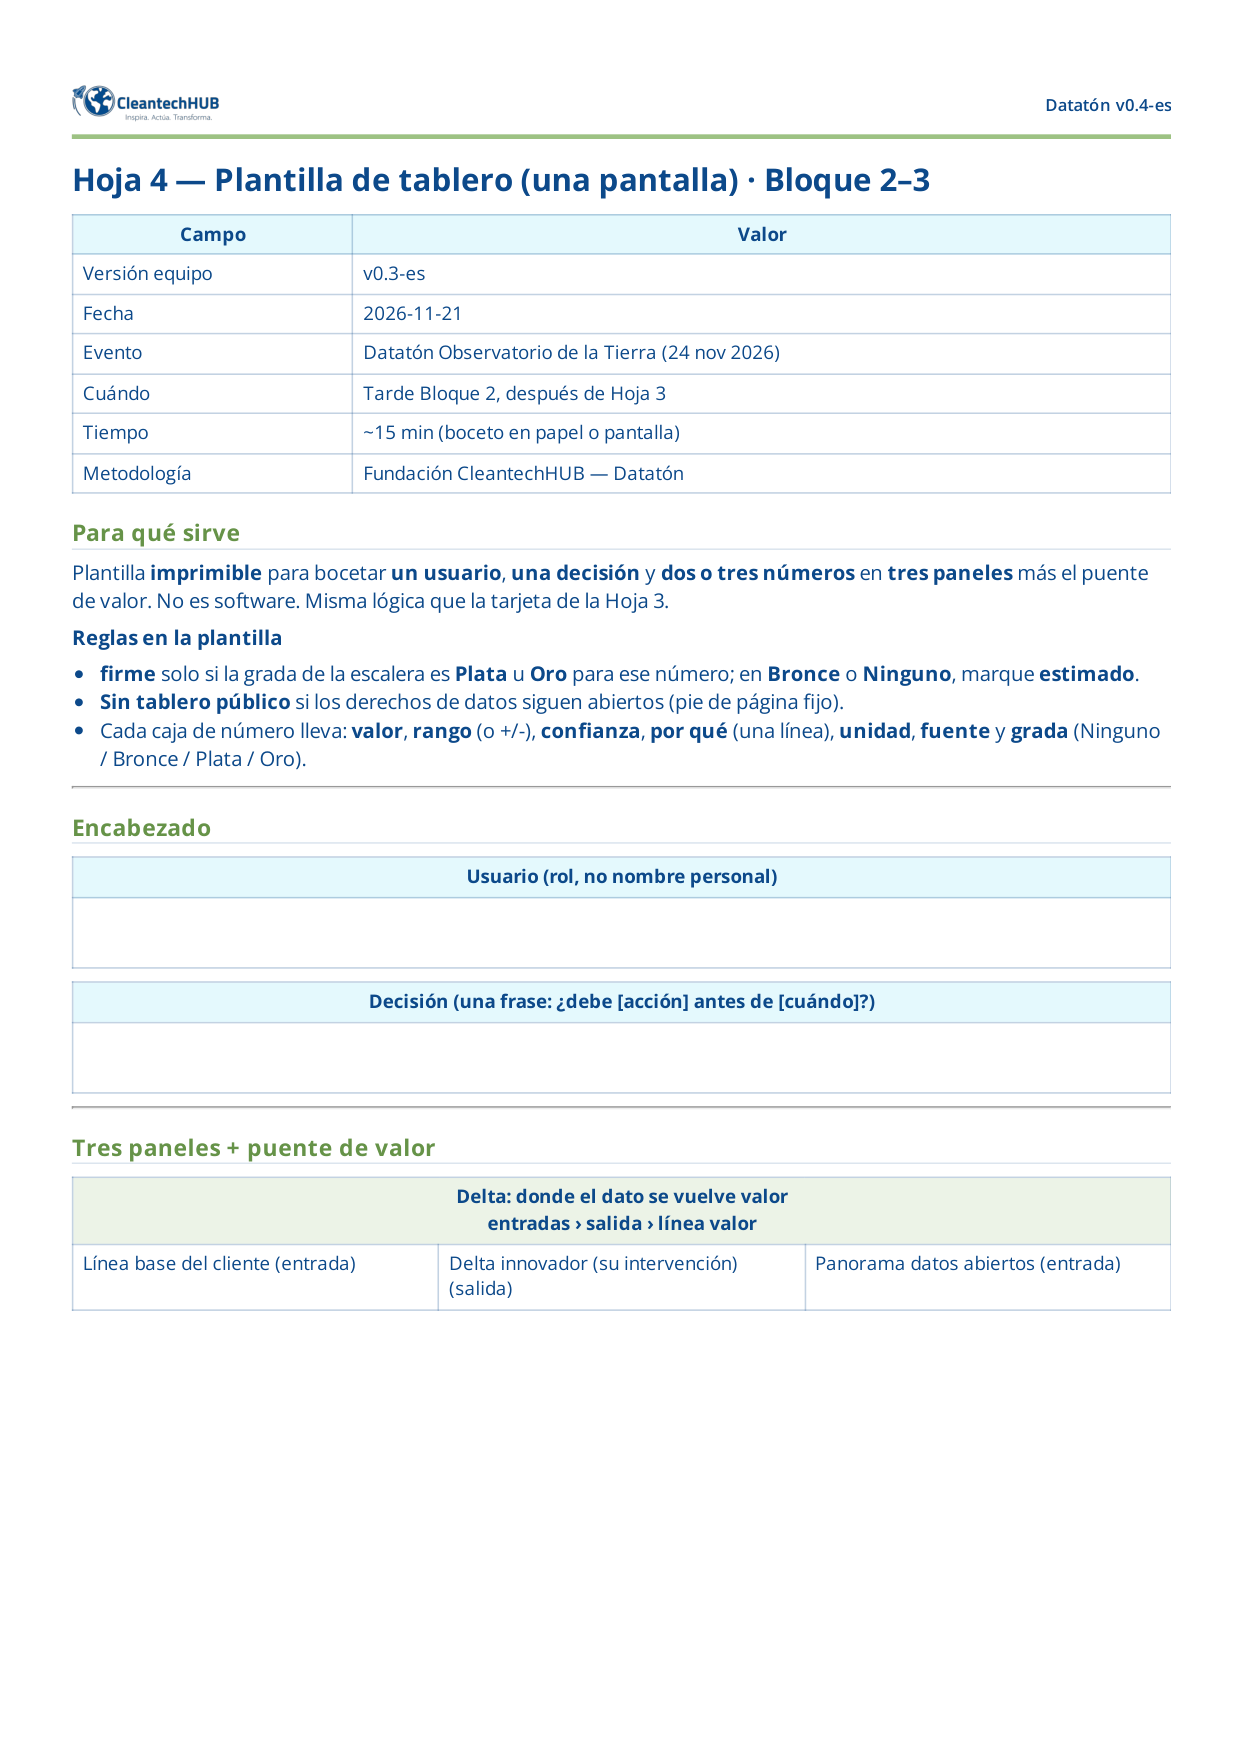 CleantechHUB
Inspira. Actúa. Transforma.
Datatón v0.4-es
Hoja 4 — Plantilla de tablero (una pantalla) · Bloque 2–3
Campo Valor
Versión equipo v0.3-es
Fecha 2026-11-21
Evento Datatón Observatorio de la Tierra (24 nov 2026)
Cuándo Tarde Bloque 2, después de Hoja 3
Tiempo ~15 min (boceto en papel o pantalla)
Metodología Fundación CleantechHUB — Datatón
Para qué sirve
Plantilla imprimible para bocetar un usuario, una decisión y dos o tres números en tres paneles más el puente
de valor. No es software. Misma lógica que la tarjeta de la Hoja 3.
Reglas en la plantilla
• firme solo si la grada de la escalera es Plata u Oro para ese número; en Bronce o Ninguno, marque estimado.
• Sin tablero público si los derechos de datos siguen abiertos (pie de página fijo).
• Cada caja de número lleva: valor, rango (o +/-), confianza, por qué (una línea), unidad, fuente y grada (Ninguno
/ Bronce / Plata / Oro).
Encabezado
Usuario (rol, no nombre personal)
Decisión (una frase: ¿debe [acción] antes de [cuándo]?)
Tres paneles + puente de valor
Delta: donde el dato se vuelve valor
entradas › salida › línea valor
Línea base del cliente (entrada)
Delta innovador (su intervención)
(salida)
Panorama datos abiertos (entrada)